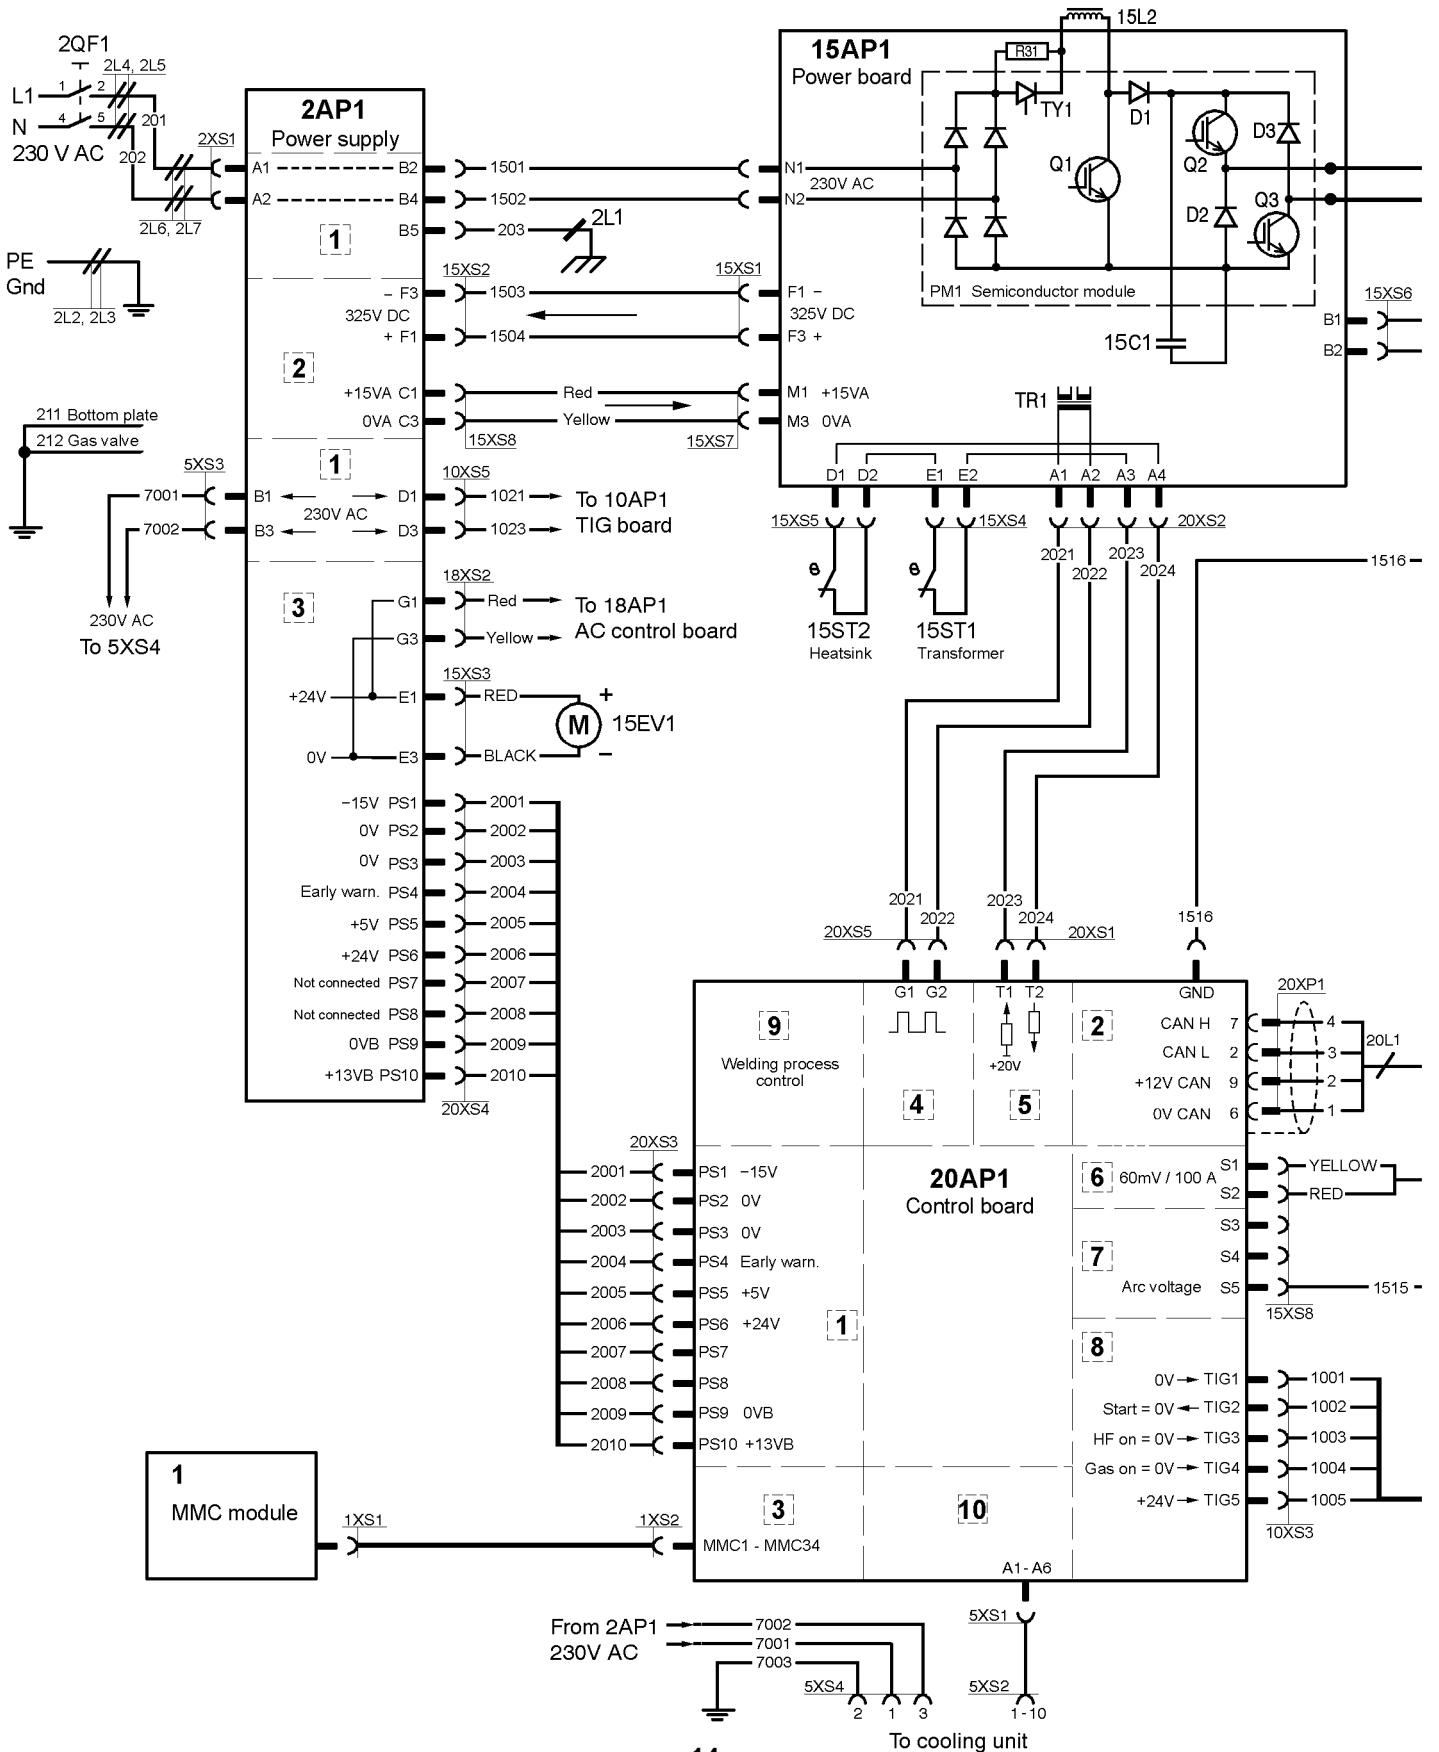 15L2
2QF1
2L4, 2L5
15AP1
Power board
R31
L1
1
2
2AP1
Power supply
TY1
D1
D3
N
4
5
201
2XS1
Q2
230 V AC
202
Q1
A1
B2
1501
N1
230V AC
A2
B4
1502
N2
Q3
2L6, 2L7
1
B5
203
2L1
D2
PE
Gnd
15XS2
15XS1
– F3
1503
F1 –
PM1 Semiconductor module
15XS6
2L2, 2L3
325V DC
325V DC
B1
+ F1
1504
F3 +
15C1
B2
2
+15VA C1
Red
M1 +15VA
TR1
211 Bottom plate
0VA C3
Yellow
M3 0VA
212 Gas valve
15XS8
15XS7
5XS3
1
10XS5
D1
D2
E1
E2
A1
A2
A3
A4
7001
B1
D1
1021
To 10AP1
230V AC
TIG board
7002
B3
D3
1023
15XS5
15XS4
20XS2
2021
2022
2023
2024
1516
18XS2
θ
θ
3
G1
Red
To 18AP1
230V AC
AC control board
To 5XS4
G3
Yellow
15ST2
Heatsink
15ST1
Transformer
15XS3
+24V
E1
RED
+
M
15EV1
0V
E3
BLACK
–
–15V PS1
2001
0V PS2
2002
0V PS3
2003
Early warn. PS4
2004
+5V PS5
2005
+24V PS6
2006
Not connected PS7
2007
Not connected PS8
2008
0VB PS9
2009
+13VB PS10
2010
20XS4
2021
2022
2023
2024
1516
20XS5
20XS1
G1
G2
T1
T2
GND
20XP1
9
2
CAN H 7
4
20L1
Welding process
control
+20V
CAN L 2
3
+12V CAN 9
2
4
5
0V CAN 6
1
20XS3
2001
PS1 –15V
20AP1
Control board
6
60mV / 100 A
S1
YELLOW
2002
PS2 0V
S2
RED
2003
PS3 0V
S3
2004
PS4 Early warn.
7
S4
2005
PS5 +5V
Arc voltage
S5
1515
15XS8
2006
PS6 +24V
1
2007
PS7
8
2008
PS8
0V
TIG1
1001
2009
PS9 0VB
Start = 0V
TIG2
1002
2010
PS10 +13VB
HF on = 0V
TIG3
1003
Gas on = 0V
TIG4
1004
1
MMC module
3
10
+24V
TIG5
1005
10XS3
1XS1
1XS2
MMC1 - MMC34
A1- A6
From 2AP1
230V AC
7002
5XS1
7001
7003
5XS4
5XS2
2
1
3
1 - 10
To cooling unit